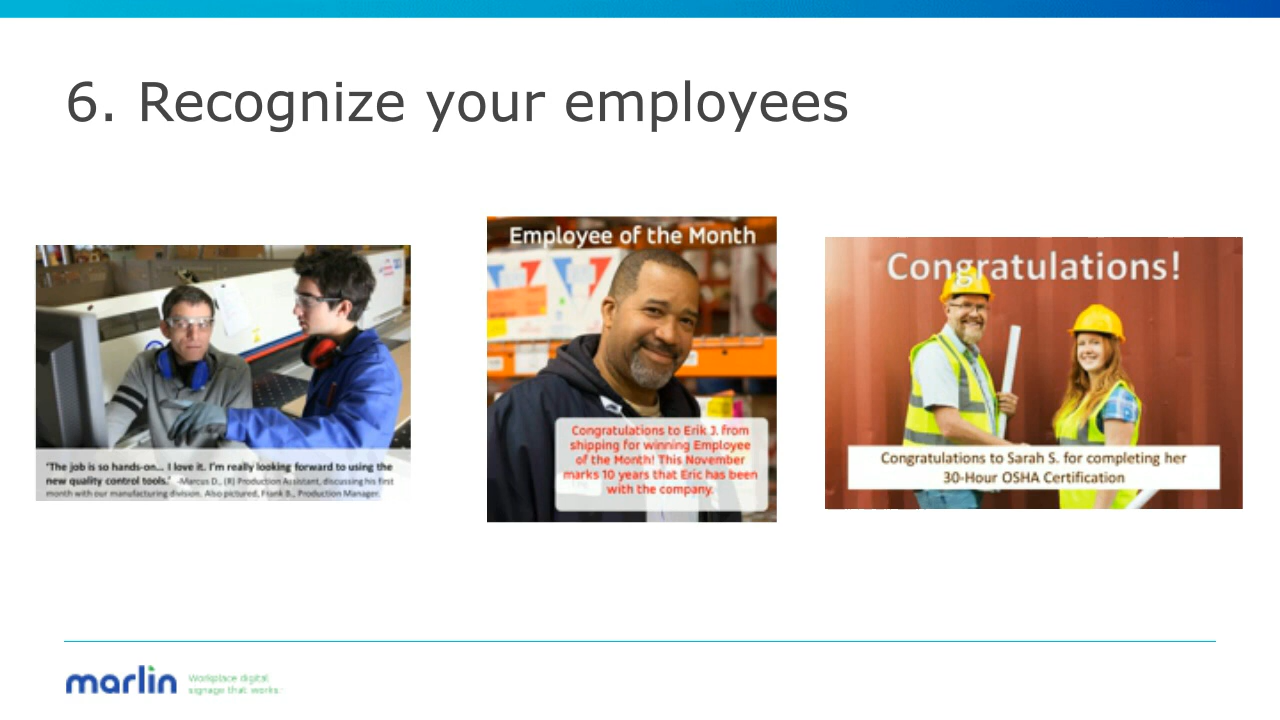 6. Recognize your employees
"The job is so hands-on... I love it. I'm really looking forward to using the
new quality control tools." -Marcus D., (R) Production Assistant, discussing his first
month with our manufacturing division. Also pictured, Frank B., Production Manager.
Employee of the Month
Congratulations to Erik J. from
shipping for winning Employee
of the Month! This November
marks 10 years that Eric has been
with the company.
Congratulations!
Congratulations to Sarah S. for completing her
30-Hour OSHA Certification
marlin
Workplace digital
signage that works.